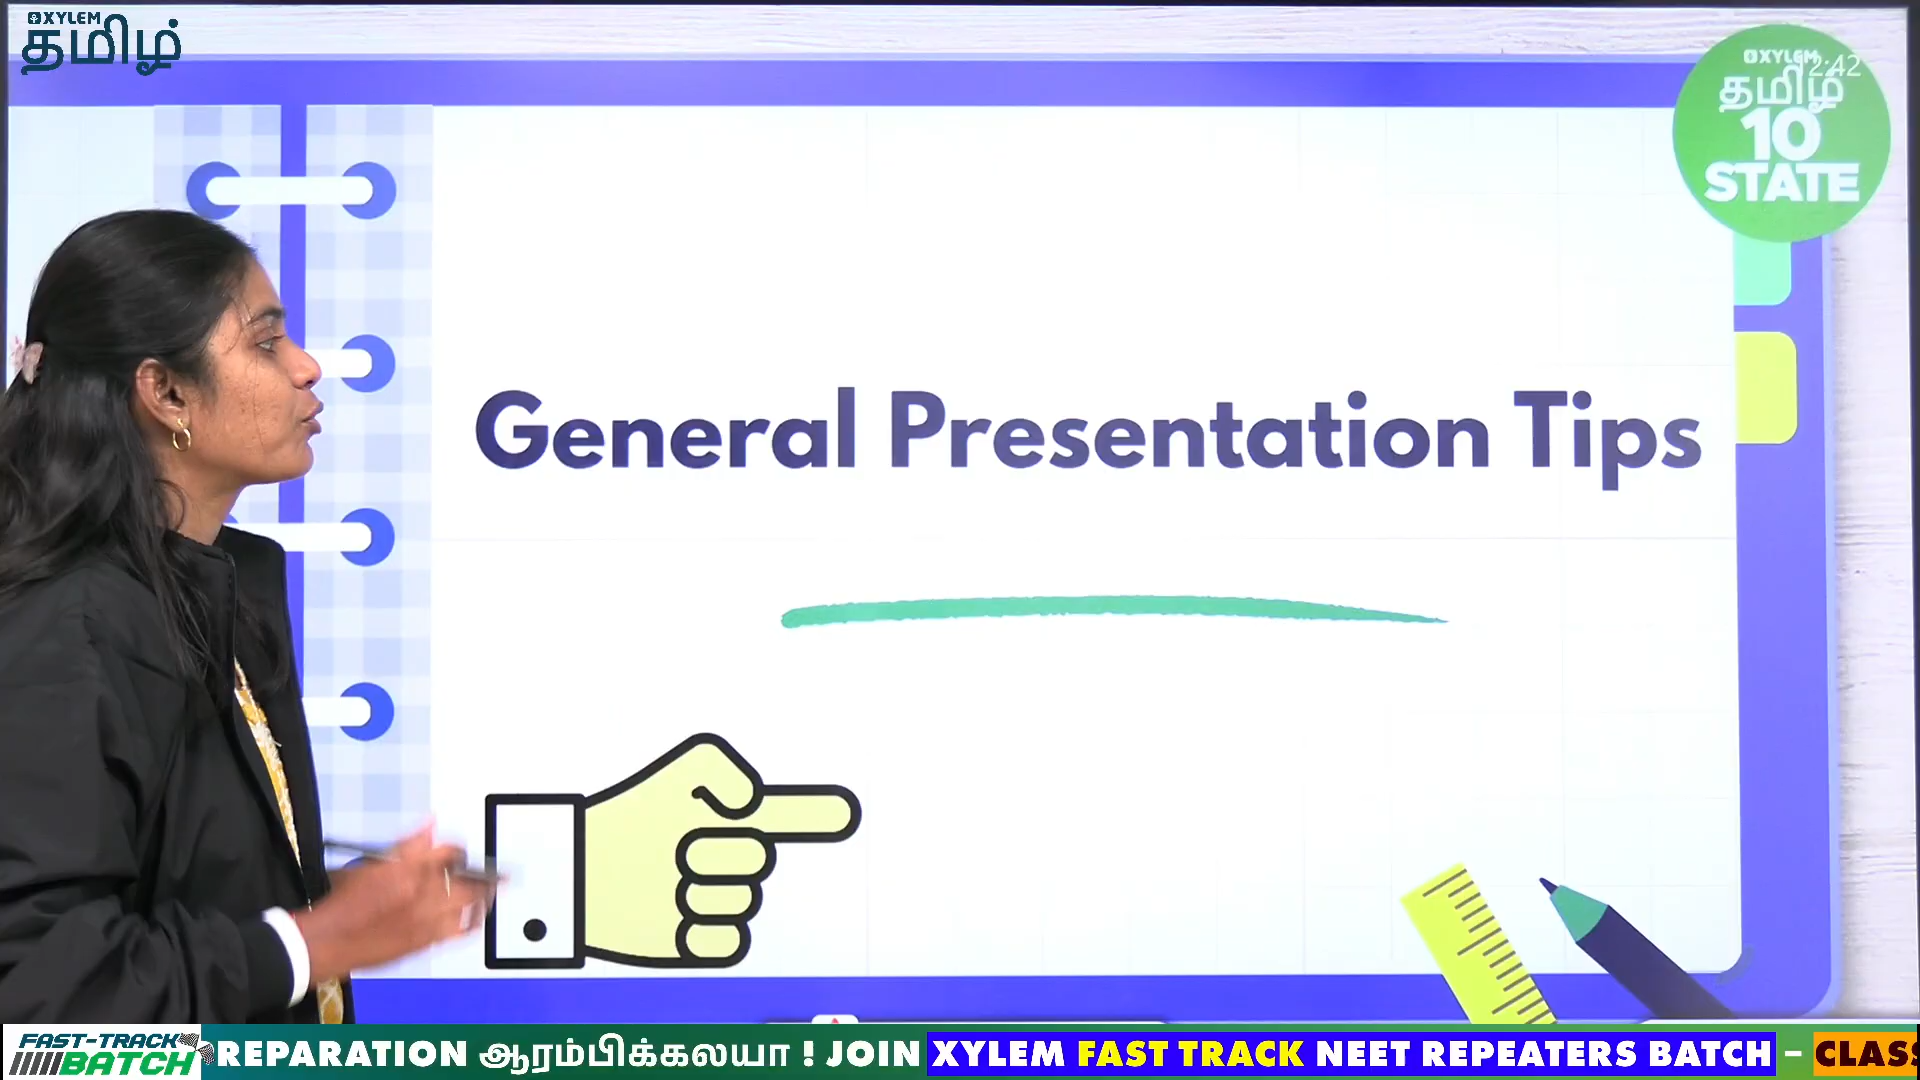 XYLEM
தமிழ்
XYLEM
தமிழ்
10
STATE
2:42
General Presentation Tips
FAST-TRACK
BATCH
REPARATION ஆரம்பிக்கலயா ! JOIN XYLEM FAST TRACK NEET REPEATERS BATCH – CLASS